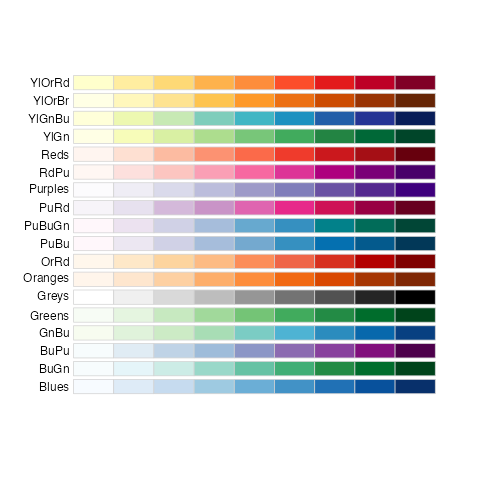 YlOrRd
YlOrBr
YlGnBu
YlGn
Reds
RdPu
Purples
PuRd
PuBuGn
PuBu
OrRd
Oranges
Greys
Greens
GnBu
BuPu
BuGn
Blues